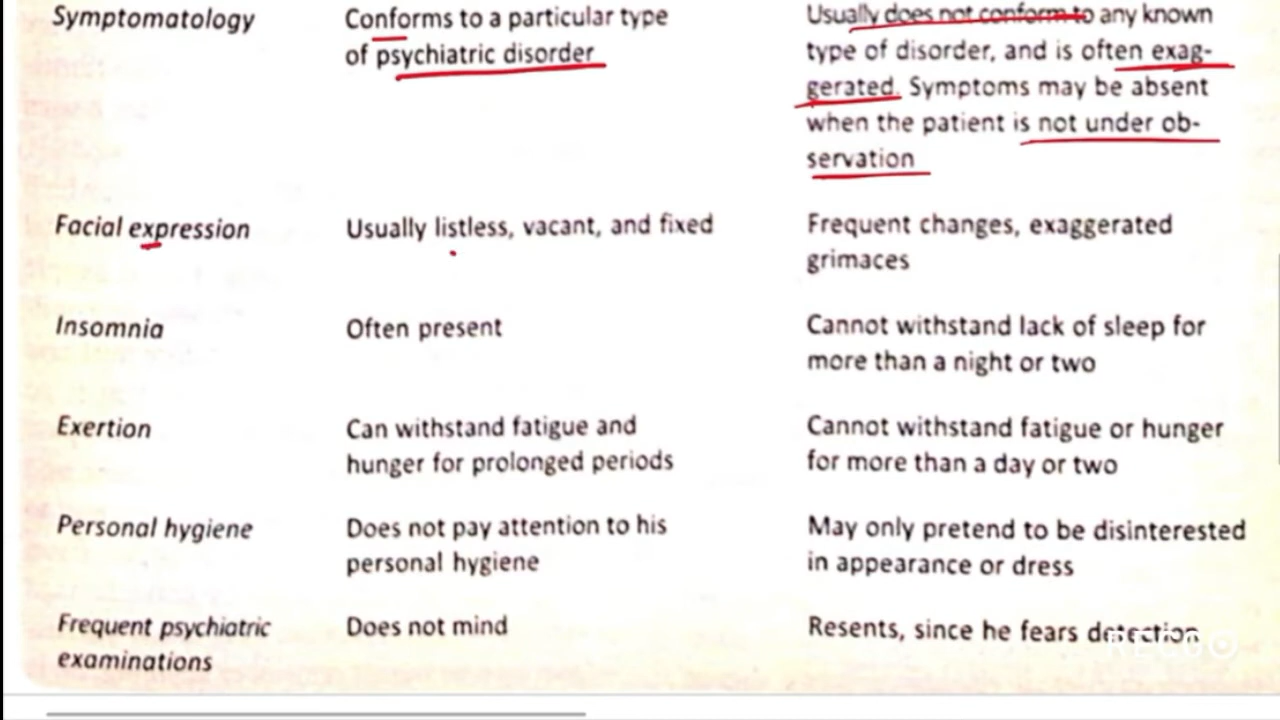 Symptomatology Conforms to a particular type Usually does not conform to any known
of psychiatric disorder type of disorder, and is often exag-
gerated. Symptoms may be absent
when the patient is not under ob-
servation
Facial expression Usually listless, vacant, and fixed Frequent changes, exaggerated
grimaces
Insomnia Often present Cannot withstand lack of sleep for
more than a night or two
Exertion Can withstand fatigue and Cannot withstand fatigue or hunger
hunger for prolonged periods for more than a day or two
Personal hygiene Does not pay attention to his May only pretend to be disinterested
personal hygiene in appearance or dress
Frequent psychiatric Does not mind Resents, since he fears detection
examinations